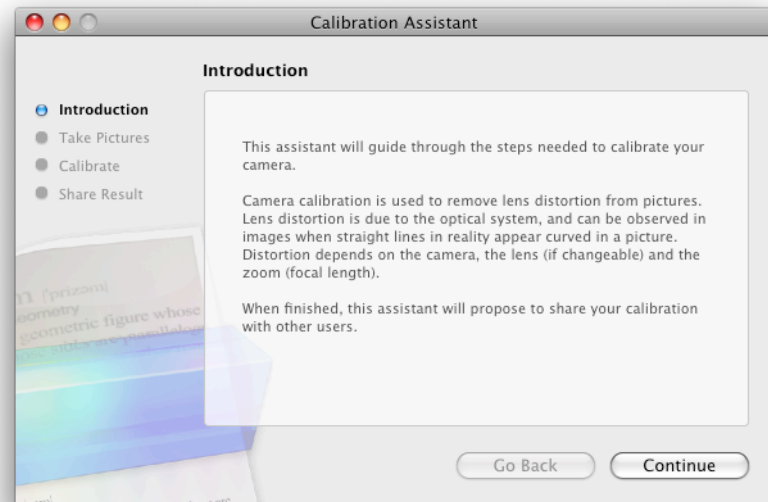 Calibration Assistant
Introduction
Introduction
Take Pictures
Calibrate
Share Result
This assistant will guide through the steps needed to calibrate your
camera.
Camera calibration is used to remove lens distortion from pictures.
Lens distortion is due to the optical system, and can be observed in
images when straight lines in reality appear curved in a picture.
Distortion depends on the camera, the lens (if changeable) and the
zoom (focal length).
When finished, this assistant will propose to share your calibration
with other users.
['prizəm]
geometric figure whose
sides are
Go Back
Continue